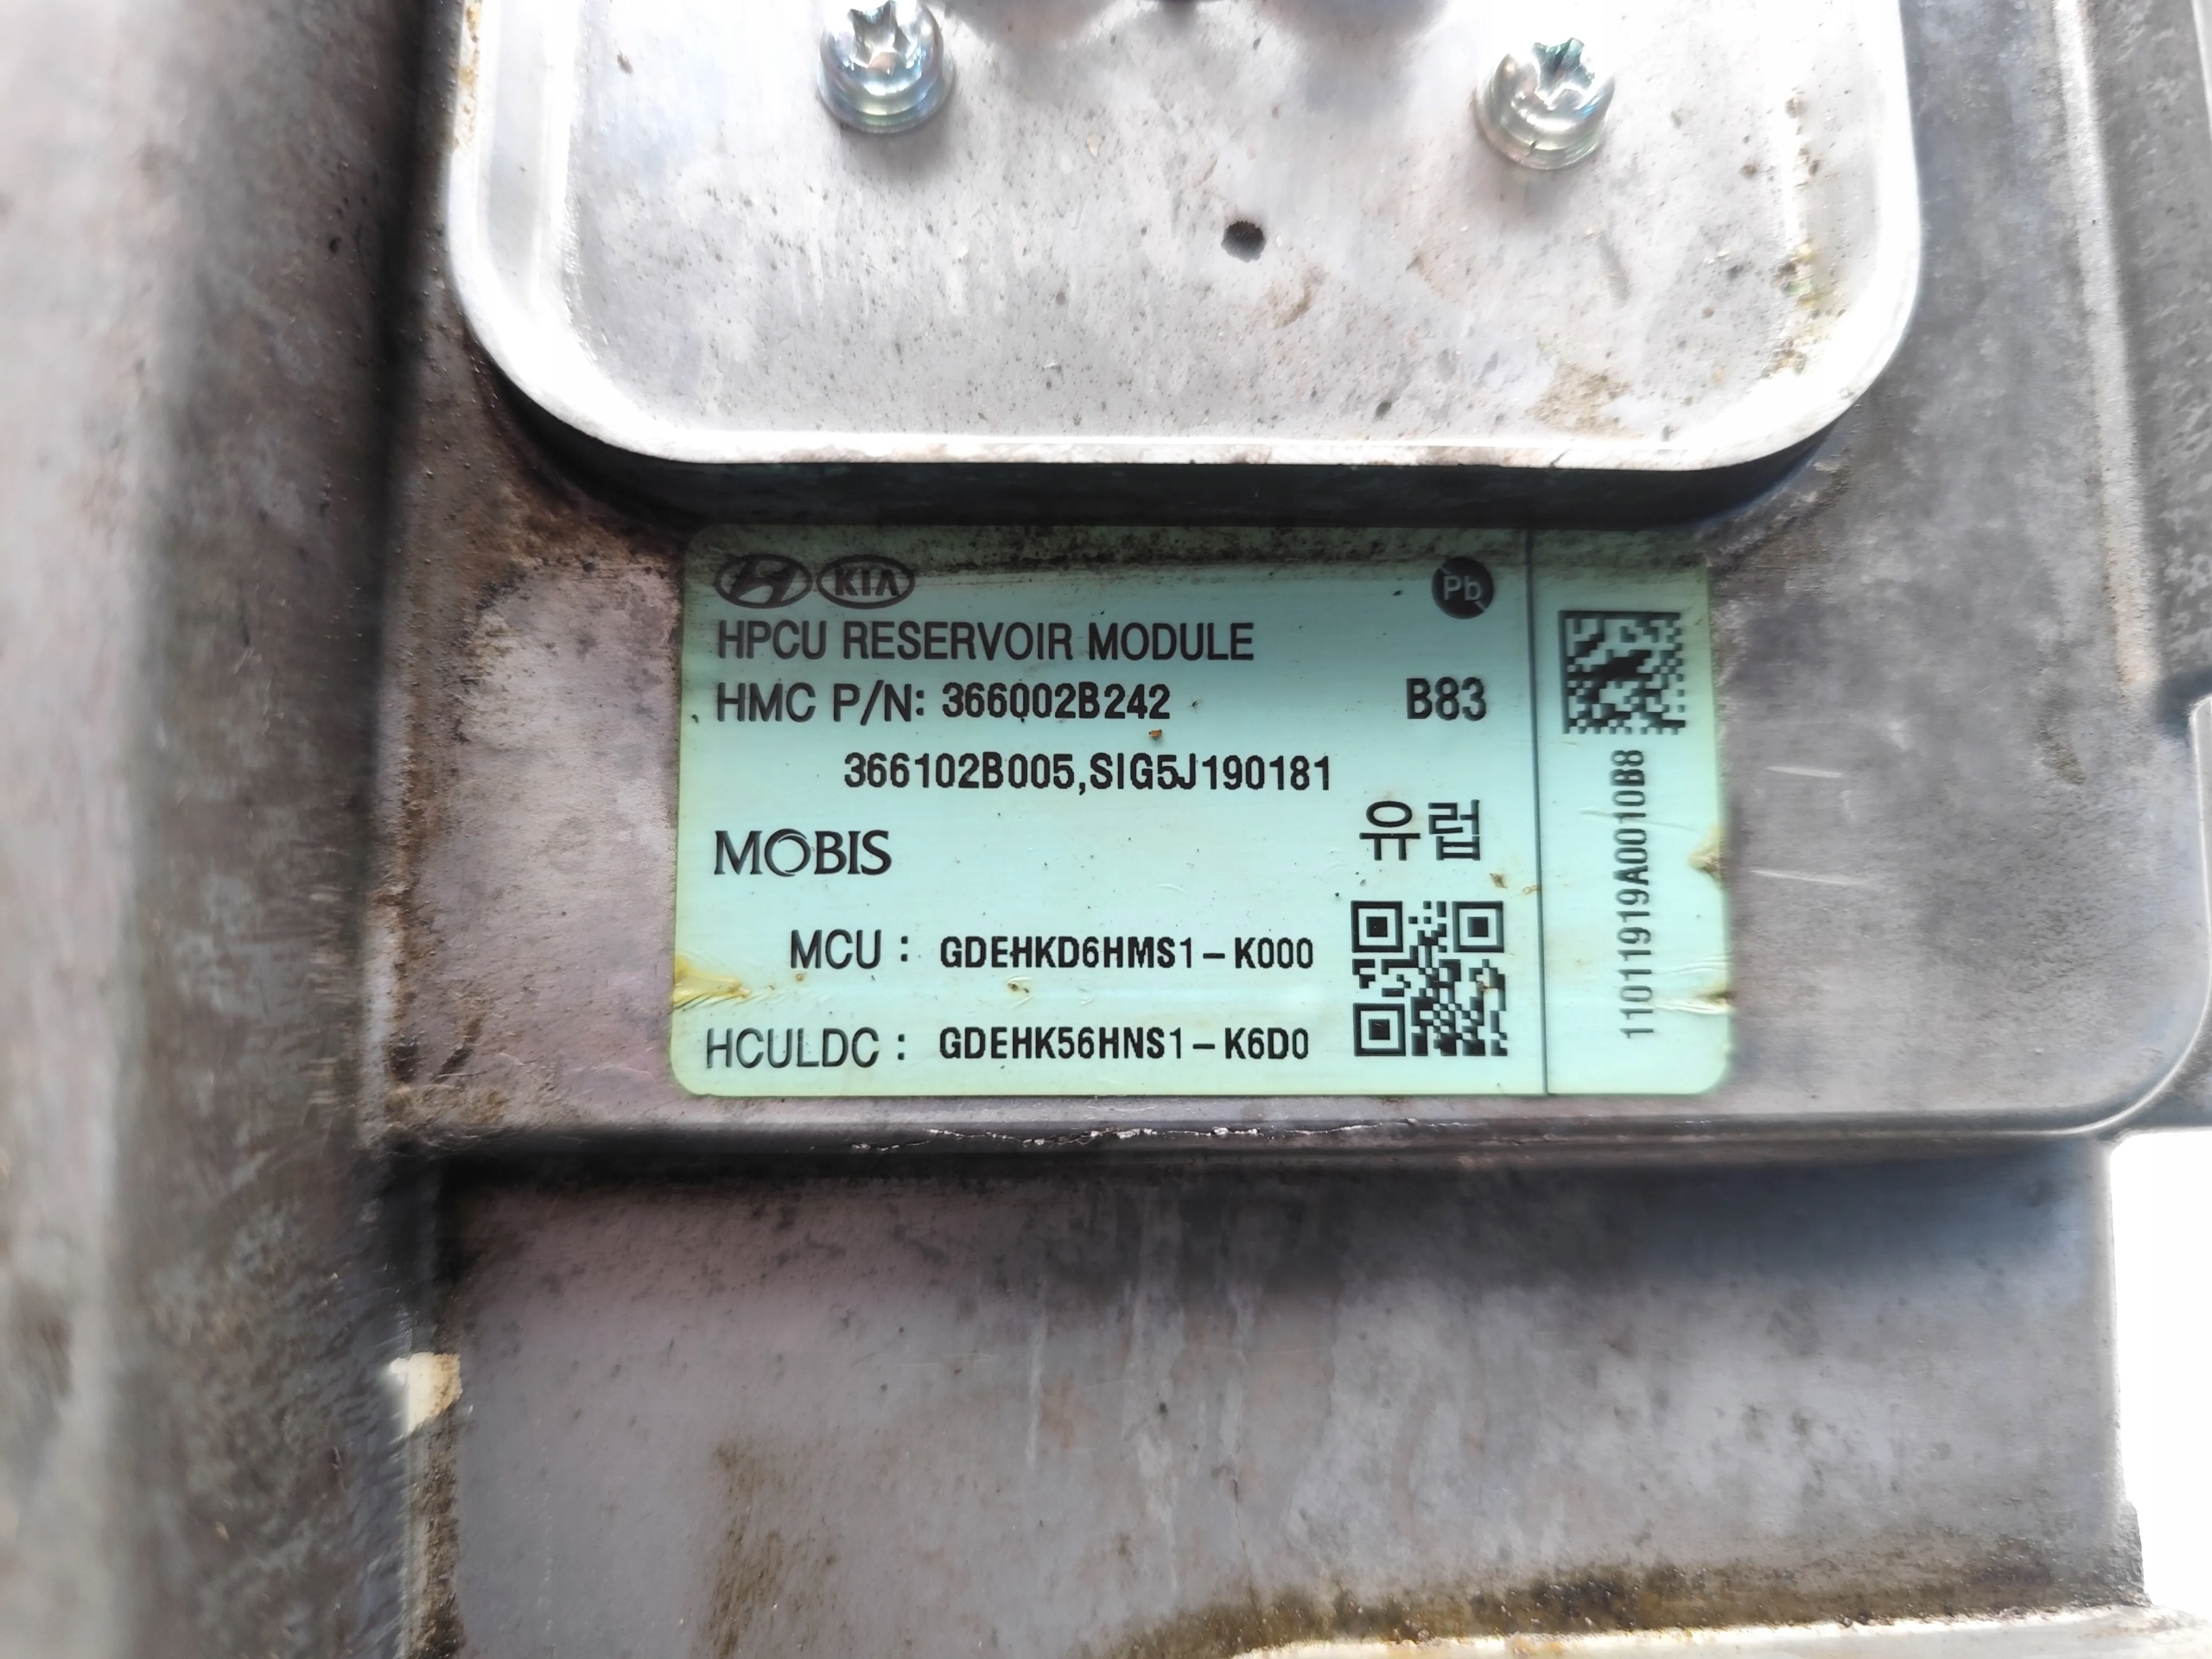 KIA
Pb
HPCU RESERVOIR MODULE
HMC P/N: 366002B242
B83
366102B005,SIG5J190181
유럽
MOBIS
MCU : GDEHKD6HMS1-K000
HCULDC : GDEHK56HNS1-K6D0
11011919A00010B8